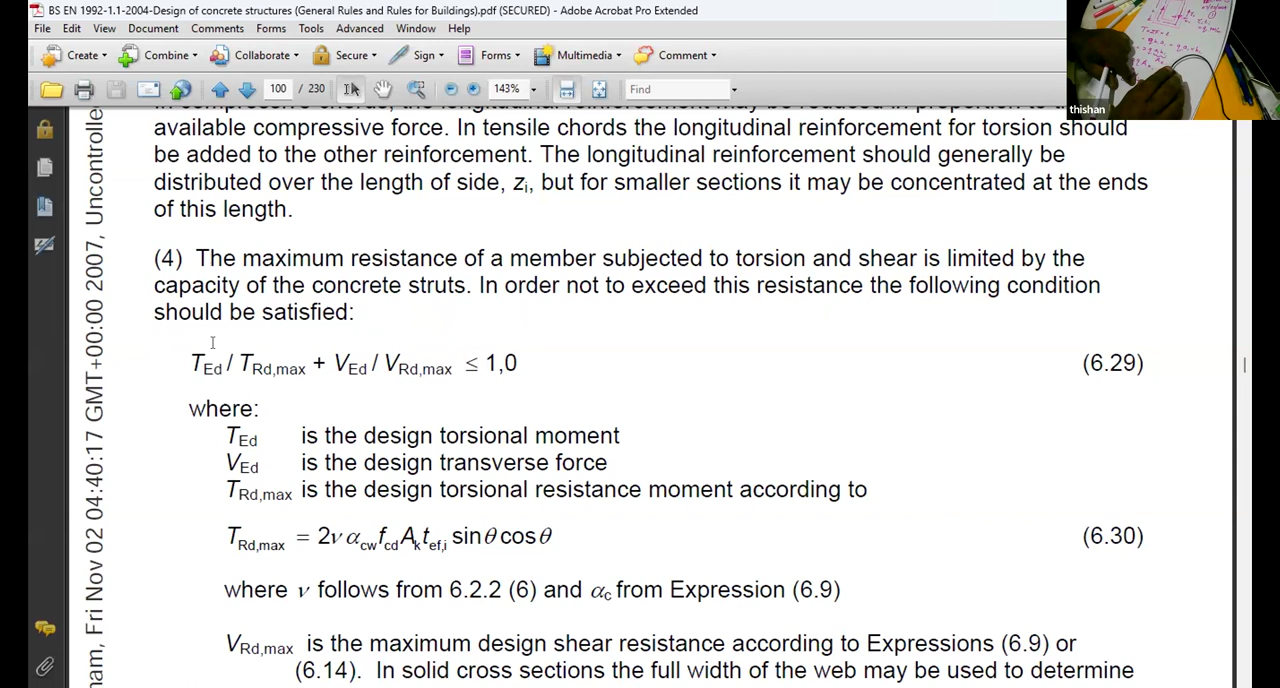 BS EN 1992-1.1-2004-Design of concrete structures (General Rules and Rules for Buildings).pdf (SECURED) - Adobe Acrobat Pro Extended
File Edit View Document Comments Forms Tools Advanced Window Help
Create Combine Collaborate Secure Sign Forms Multimedia Comment
100 / 230 143% Find
thishan
available compressive force. In tensile chords the longitudinal reinforcement for torsion should
be added to the other reinforcement. The longitudinal reinforcement should generally be
distributed over the length of side, zi, but for smaller sections it may be concentrated at the ends
of this length.
(4) The maximum resistance of a member subjected to torsion and shear is limited by the
capacity of the concrete struts. In order not to exceed this resistance the following condition
should be satisfied:
TEd / TRd,max + VEd / VRd,max ≤ 1,0 (6.29)
where:
TEd is the design torsional moment
VEd is the design transverse force
TRd,max is the design torsional resistance moment according to
TRd,max = 2ν αcw fcd Ak tef,i sinθ cosθ (6.30)
where ν follows from 6.2.2 (6) and αc from Expression (6.9)
VRd,max is the maximum design shear resistance according to Expressions (6.9) or
(6.14). In solid cross sections the full width of the web may be used to determine
ham, Fri Nov 02 04:40:17 GMT+00:00 2007, Uncontrolle